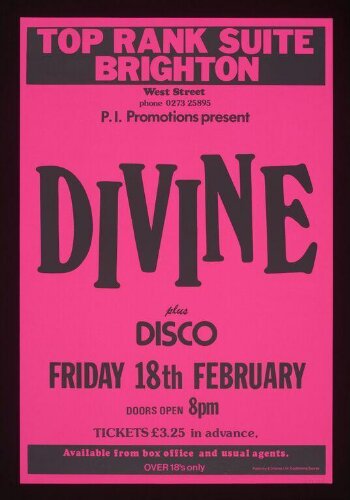 TOP RANK SUITE
BRIGHTON
West Street
phone 0273 25895
P.I. Promotions present
DIVINE
plus
DISCO
FRIDAY 18th FEBRUARY
DOORS OPEN 8pm
TICKETS £3.25 in advance.
Available from box office and usual agents.
OVER 18's only